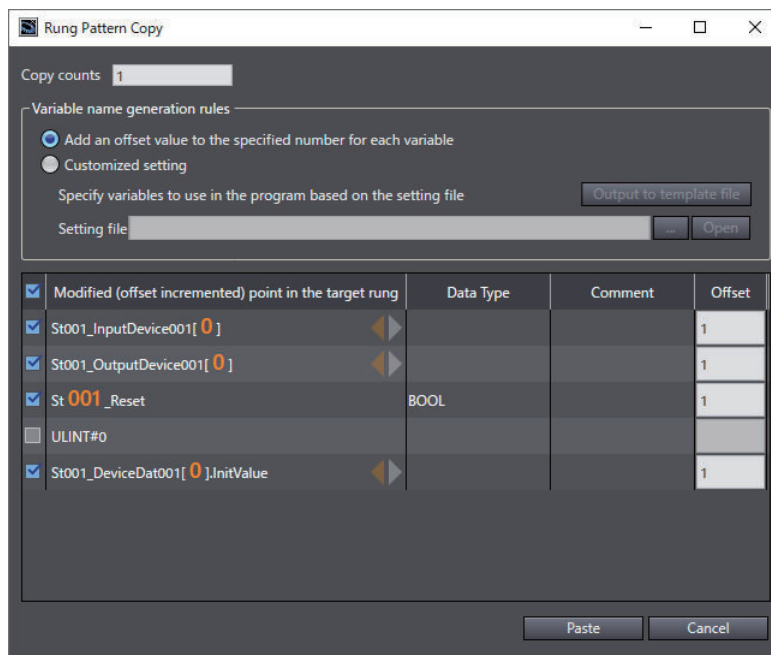 Rung Pattern Copy
Copy counts 1
Variable name generation rules
Add an offset value to the specified number for each variable
Customized setting
Specify variables to use in the program based on the setting file Output to template file
Setting file ... Open
Modified (offset incremented) point in the target rung Data Type Comment Offset
St001_InputDevice001[ 0 ] 1
St001_OutputDevice001[ 0 ] 1
St 001 _Reset BOOL 1
ULINT#0
St001_DeviceDat001[ 0 ].InitValue 1
Paste Cancel